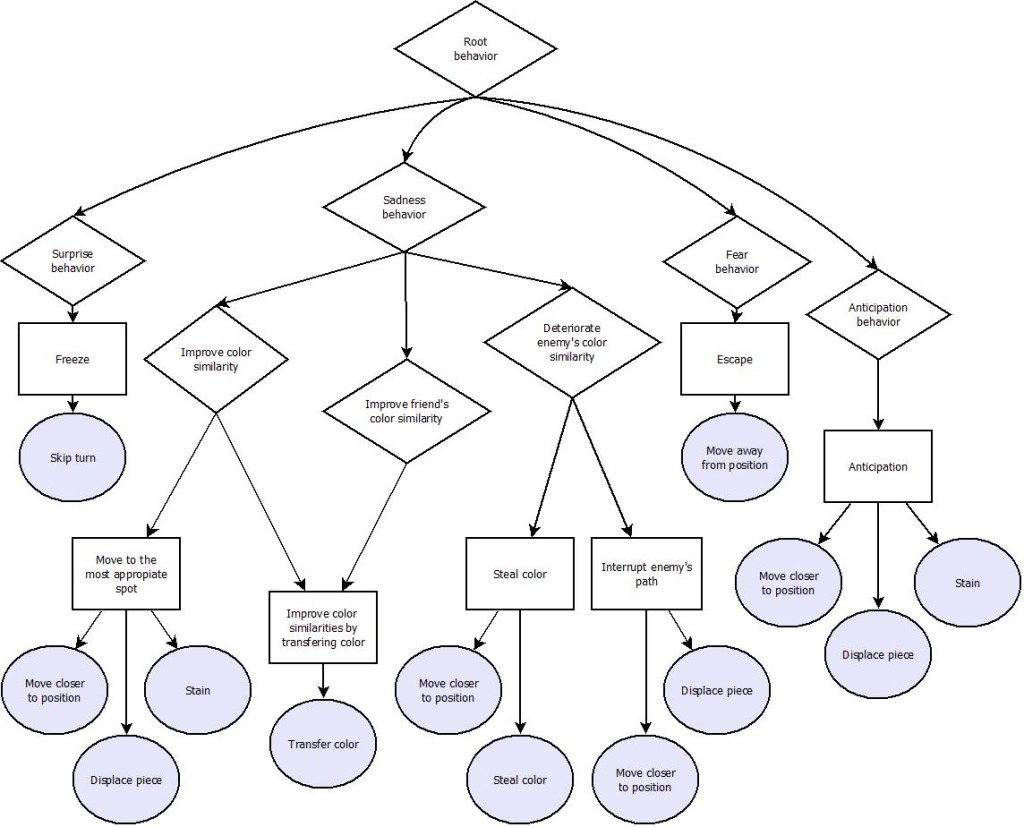 Root
behavior
Sadness
behavior
Surprise
behavior
Fear
behavior
Anticipation
behavior
Freeze
Improve color
similarity
Deteriorate
enemy's color
similarity
Escape
Improve friend's
color similarity
Skip turn
Move away
from position
Anticipation
Move to the
most appropiate
spot
Improve color
similarities by
transfering color
Steal color
Interrupt enemy's
path
Move closer
to position
Stain
Displace piece
Move closer
to position
Stain
Displace piece
Transfer color
Move closer
to position
Steal color
Displace piece
Move closer
to position